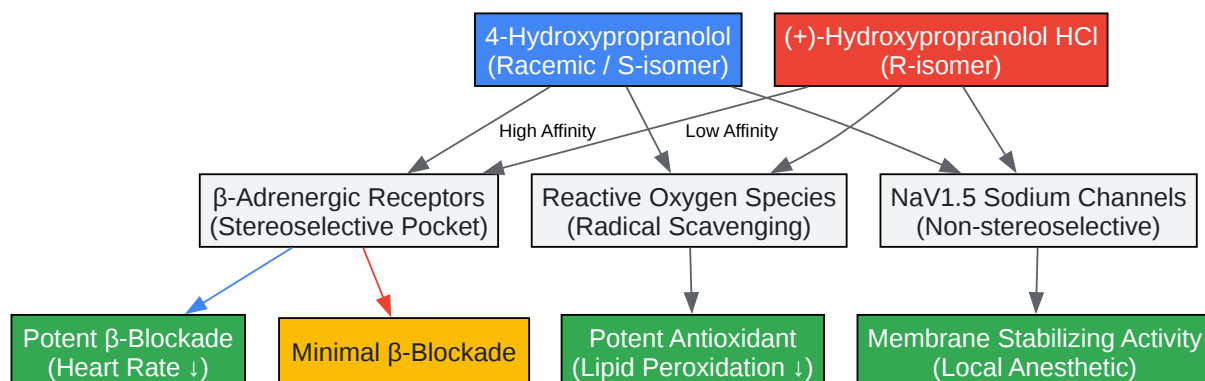 4-Hydroxypropranolol
(Racemic / S-isomer)
(+)-Hydroxypropranolol HCl
(R-isomer)
High Affinity
Low Affinity
β-Adrenergic Receptors
(Stereoselective Pocket)
Reactive Oxygen Species
(Radical Scavenging)
NaV1.5 Sodium Channels
(Non-stereoselective)
Potent β-Blockade
(Heart Rate ↓)
Minimal β-Blockade
Potent Antioxidant
(Lipid Peroxidation ↓)
Membrane Stabilizing Activity
(Local Anesthetic)